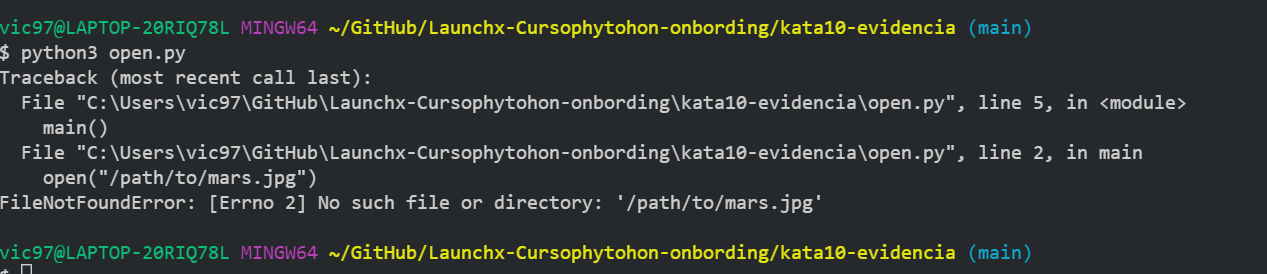 vic97@LAPTOP-20RIQ78L MINGW64 ~/GitHub/Launchx-Cursophytohon-onbording/kata10-evidencia (main)
$ python3 open.py
Traceback (most recent call last):
  File "C:\Users\vic97\GitHub\Launchx-Cursophytohon-onbording\kata10-evidencia\open.py", line 5, in <module>
    main()
  File "C:\Users\vic97\GitHub\Launchx-Cursophytohon-onbording\kata10-evidencia\open.py", line 2, in main
    open("/path/to/mars.jpg")
FileNotFoundError: [Errno 2] No such file or directory: '/path/to/mars.jpg'
vic97@LAPTOP-20RIQ78L MINGW64 ~/GitHub/Launchx-Cursophytohon-onbording/kata10-evidencia (main)
$